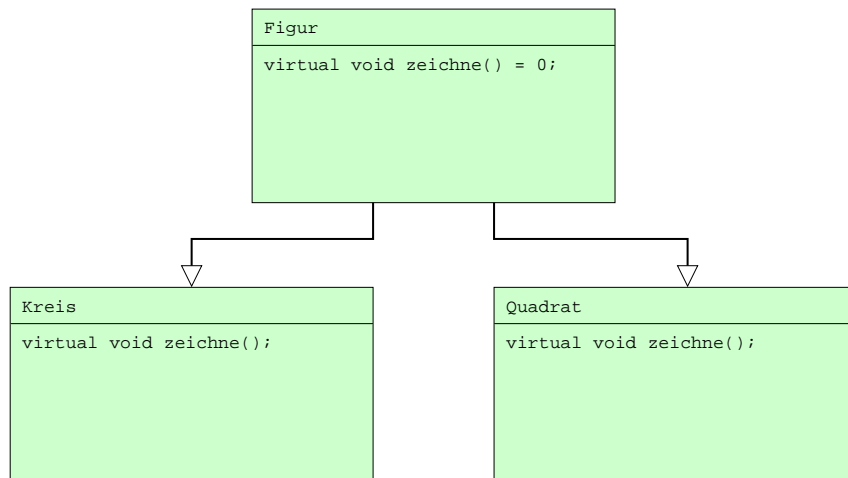 Figur
virtual void zeichne() = 0;
Kreis
virtual void zeichne();
Quadrat
virtual void zeichne();